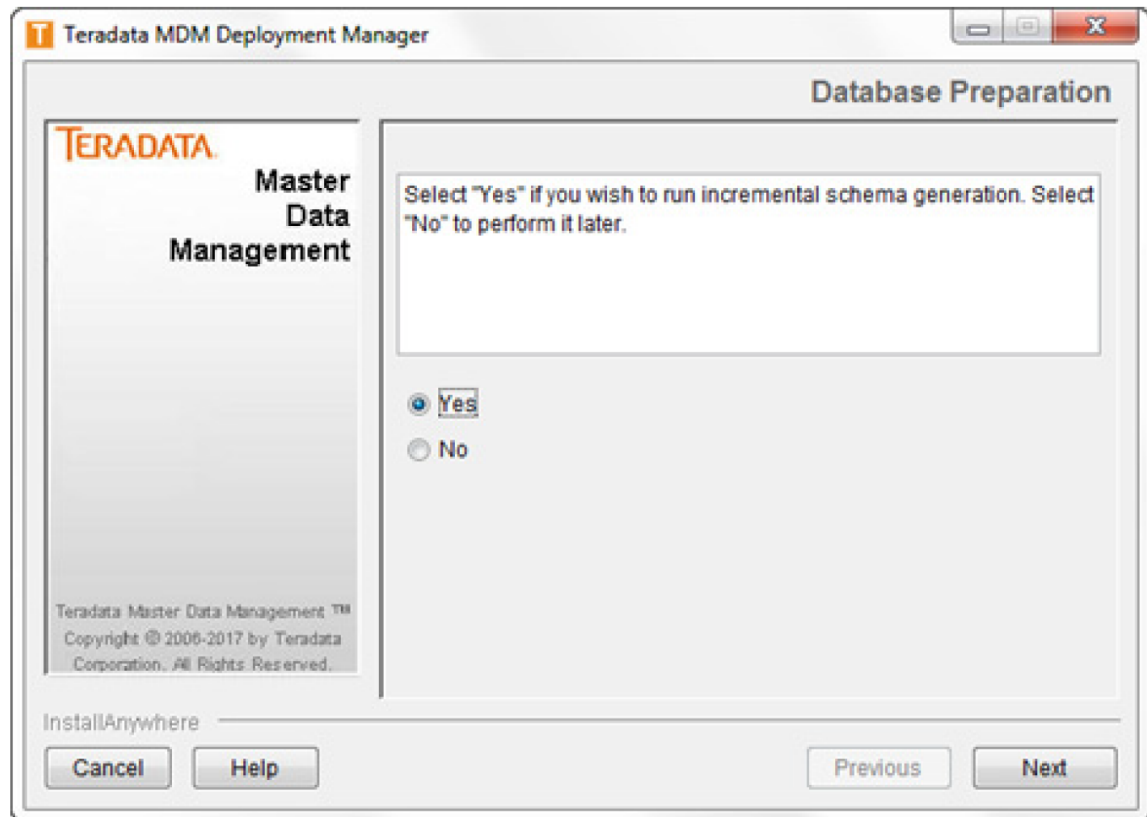 T Teradata MDM Deployment Manager
Database Preparation
TERADATA.
Master
Data
Management
Select "Yes" if you wish to run incremental schema generation. Select
"No" to perform it later.
Yes
No
Teradata Master Data Management ™
Copyright © 2006-2017 by Teradata
Corporation. All Rights Reserved.
InstallAnywhere
Cancel
Help
Previous
Next